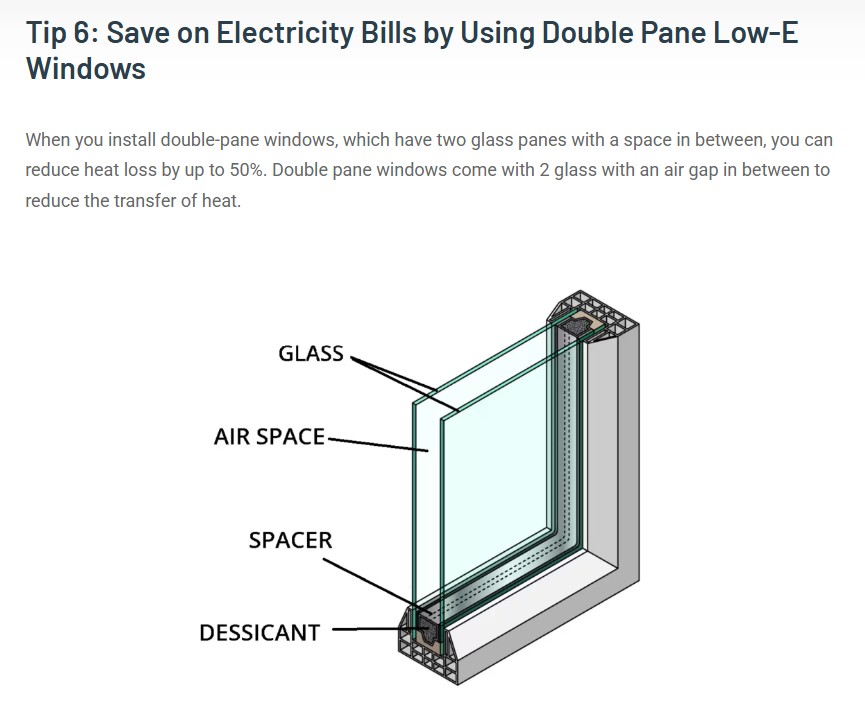 Tip 6: Save on Electricity Bills by Using Double Pane Low-E
Windows
When you install double-pane windows, which have two glass panes with a space in between, you can
reduce heat loss by up to 50%. Double pane windows come with 2 glass with an air gap in between to
reduce the transfer of heat.
GLASS
AIR SPACE
SPACER
DESSICANT